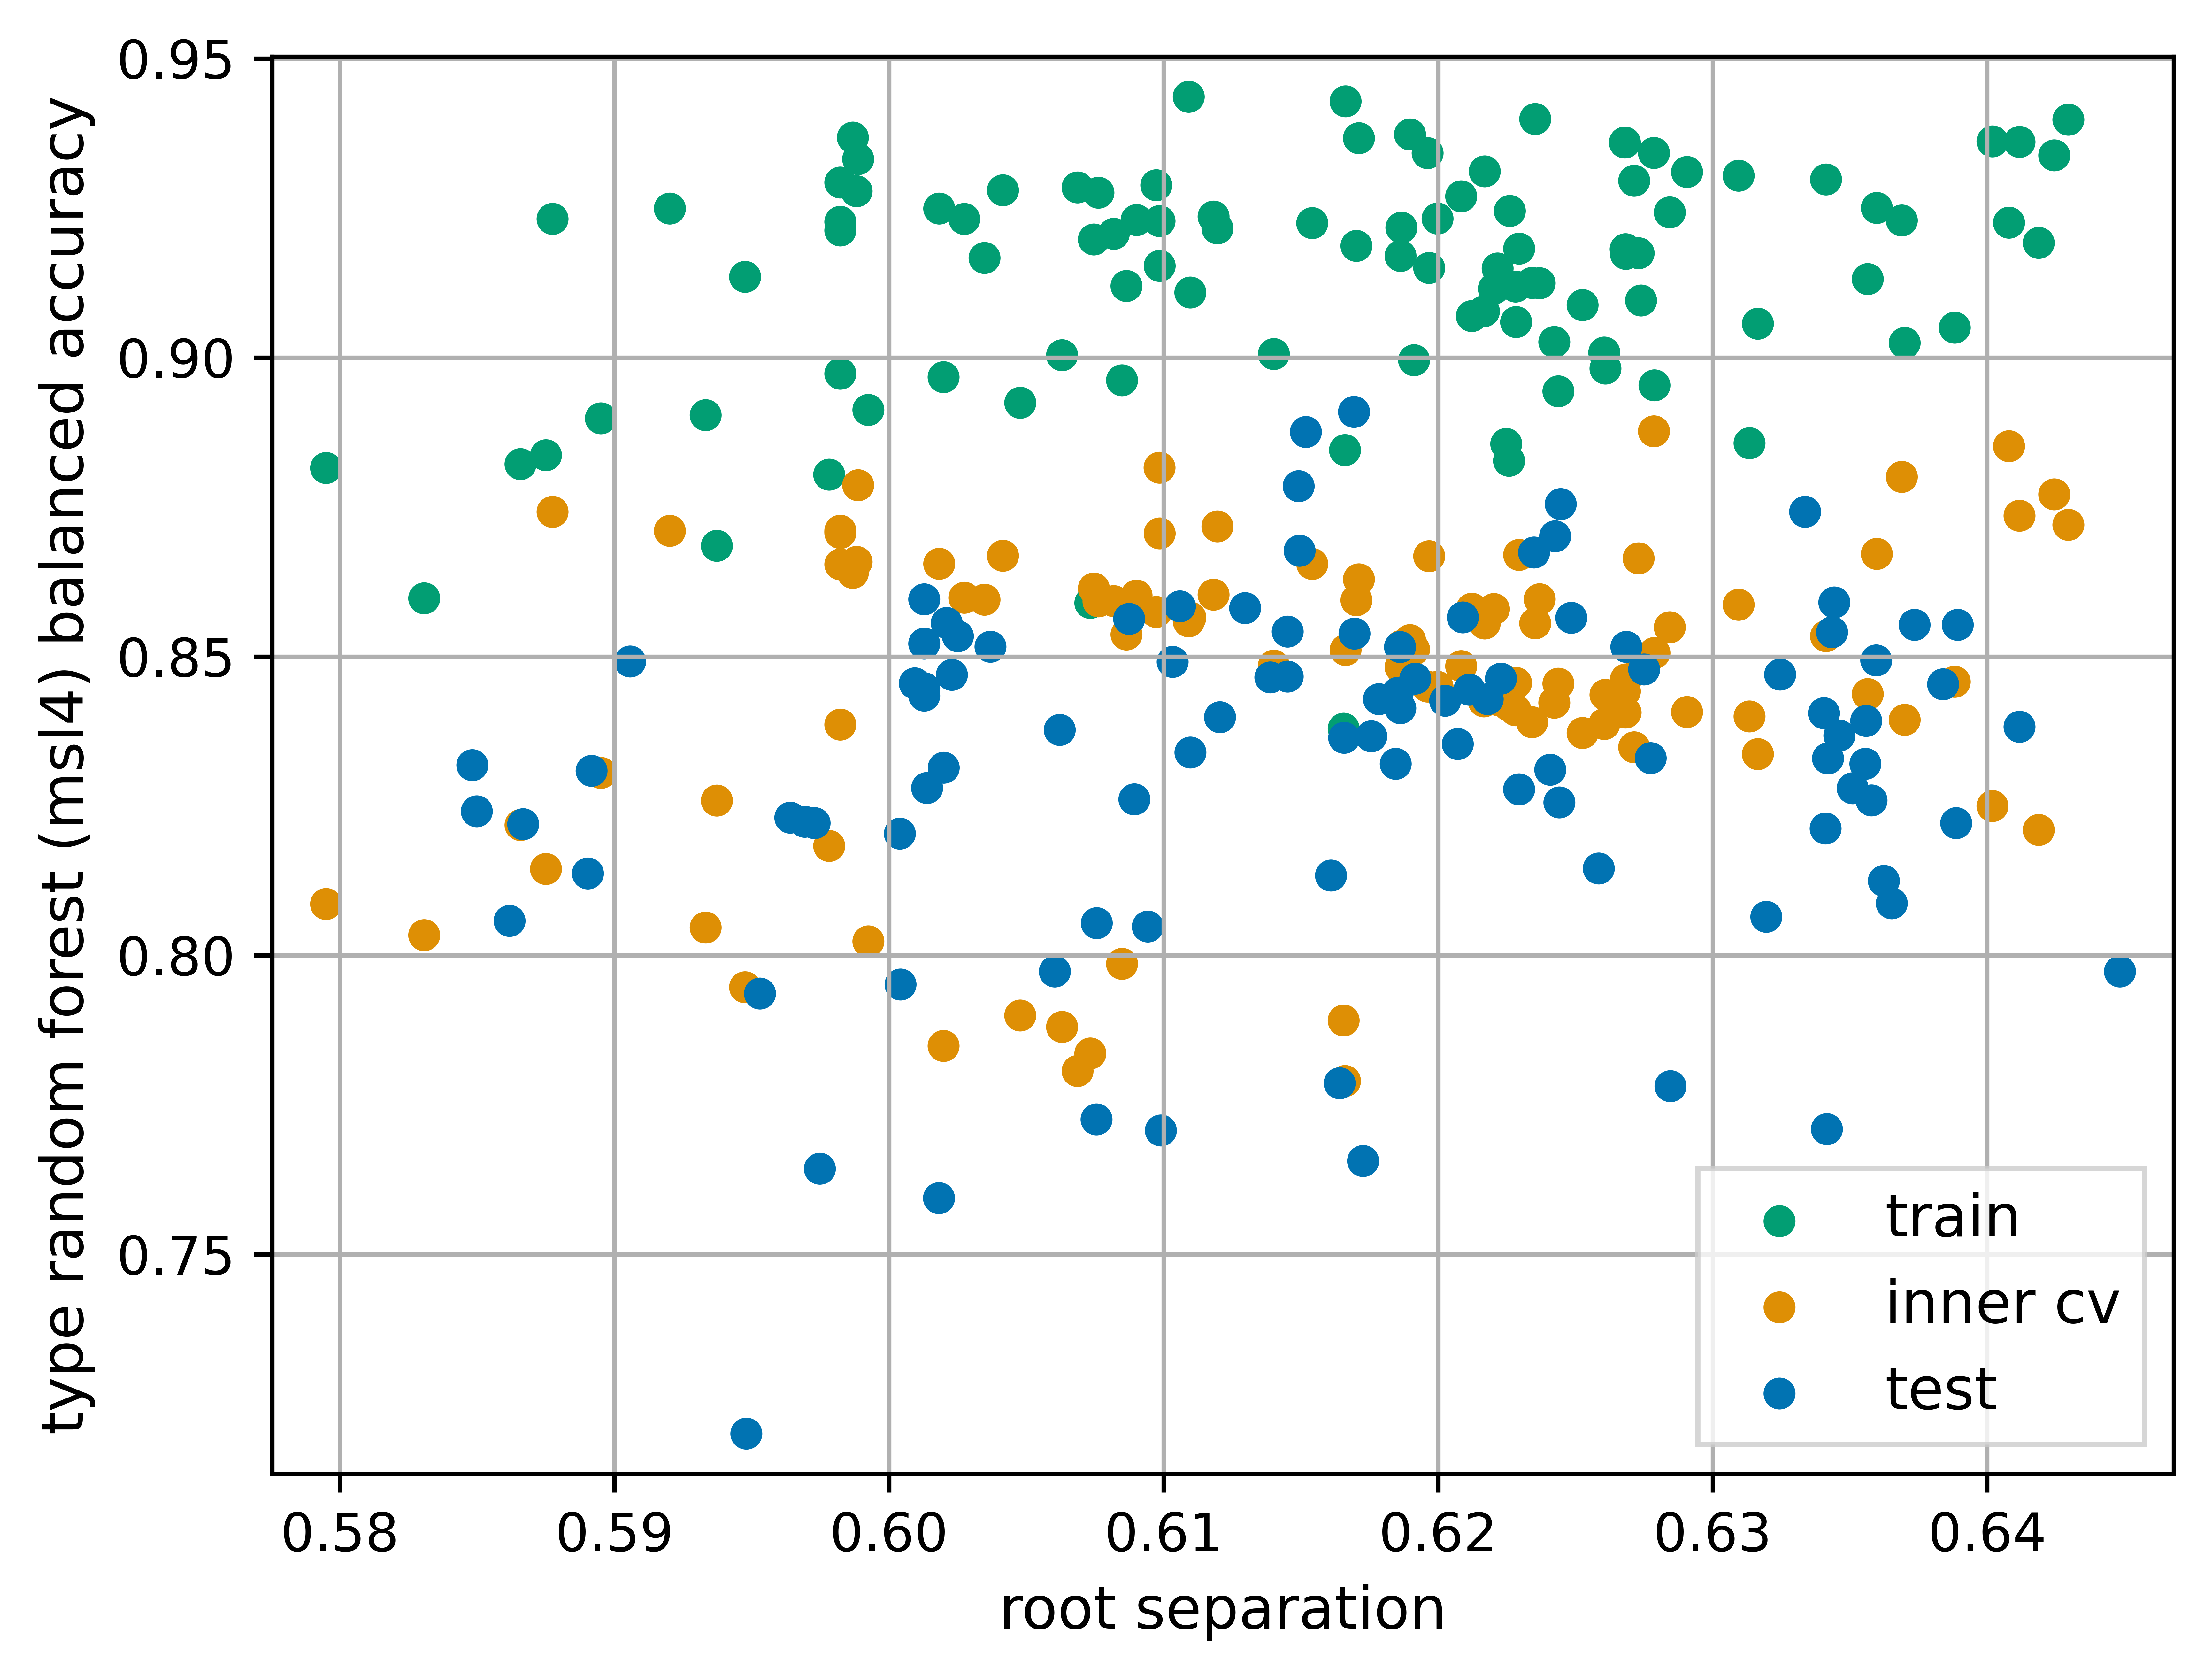 type random forest (msl4) balanced accuracy
0.95
0.90
0.85
0.80
0.75
train
inner cv
test
0.58 0.59 0.60 0.61 0.62 0.63 0.64
root separation